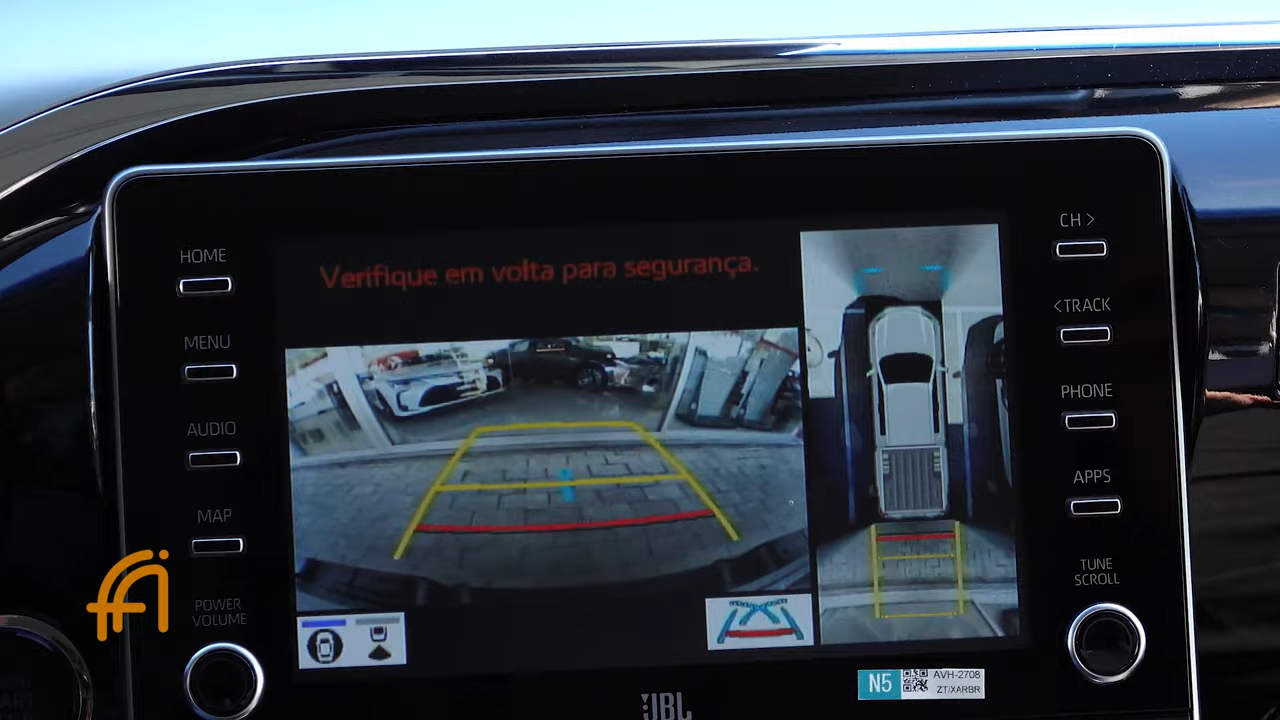 HOME
MENU
AUDIO
MAP
POWER
VOLUME
Verifique em volta para segurança.
CH >
< TRACK
PHONE
APPS
TUNE
SCROLL
N5
AVH-2708
ZT/XARBR
JBL